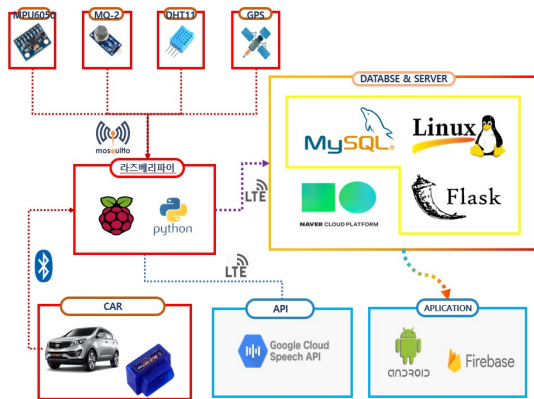 MPU6050
MQ-2
DHT11
GPS
mosquitto
라즈베리파이
python
LTE
DATABSE & SERVER
MySQL®
Linux
NAVER CLOUD PLATFORM
Flask
LTE
CAR
API
Google Cloud
Speech API
APLICATION
ANDROID
Firebase